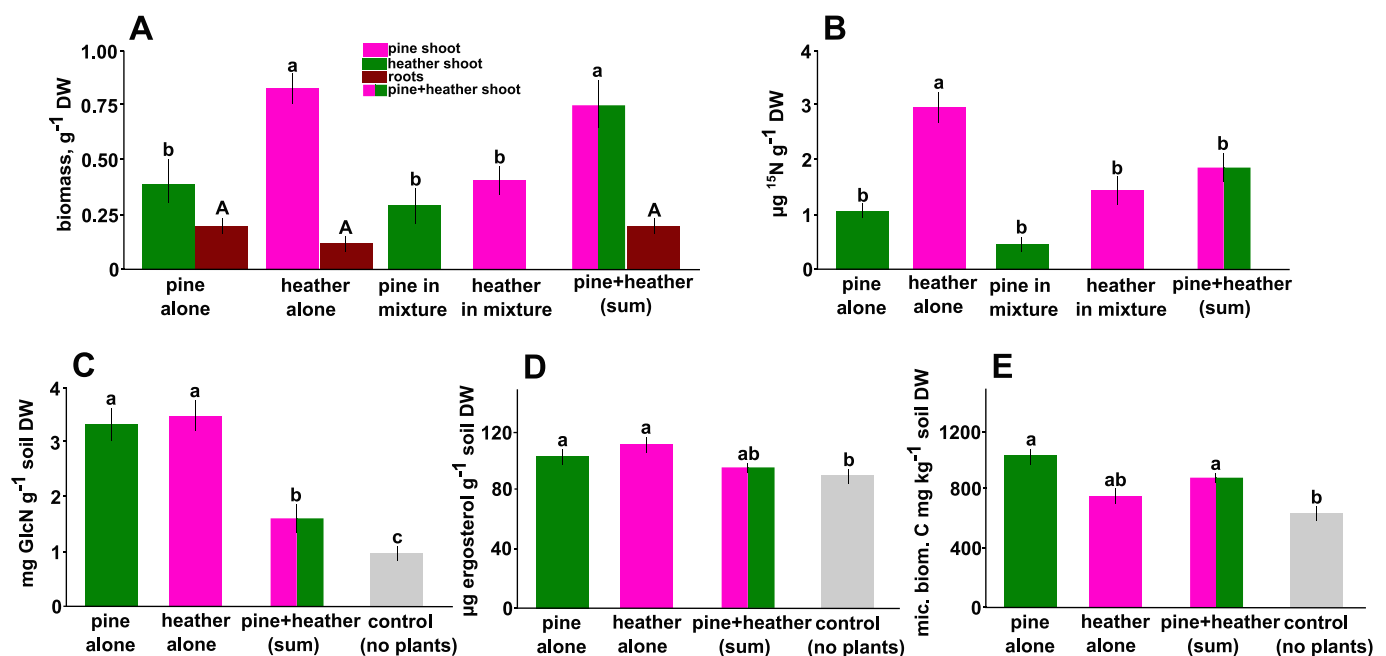 A
biomass, g⁻¹ DW
1.00
0.75
0.50
0.25
0
pine shoot
heather shoot
roots
pine+heather shoot
b
A
a
A
b
b
a
A
pine alone
heather alone
pine in mixture
heather in mixture
pine+heather (sum)
B
µg ¹⁵N g⁻¹ DW
4
3
2
1
0
b
a
b
b
b
pine alone
heather alone
pine in mixture
heather in mixture
pine+heather (sum)
C
mg GlcN g⁻¹ soil DW
4
3
2
1
0
a
a
b
c
pine alone
heather alone
pine+heather (sum)
control (no plants)
D
µg ergosterol g⁻¹ soil DW
120
80
40
0
a
a
ab
b
pine alone
heather alone
pine+heather (sum)
control (no plants)
E
mic. biom. C mg kg⁻¹ soil DW
1200
800
400
0
a
ab
a
b
pine alone
heather alone
pine+heather (sum)
control (no plants)